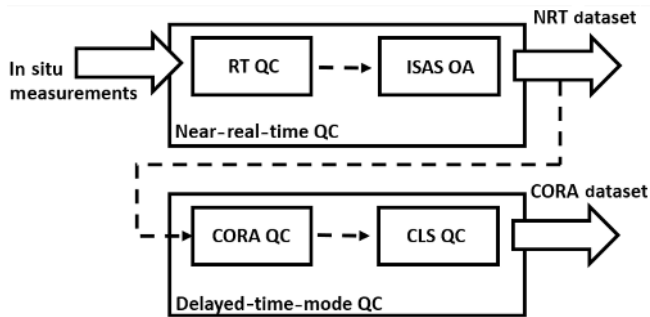 NRT dataset
In situ
measurements
RT QC
ISAS OA
Near-real-time QC
CORA dataset
CORA QC
CLS QC
Delayed-time-mode QC